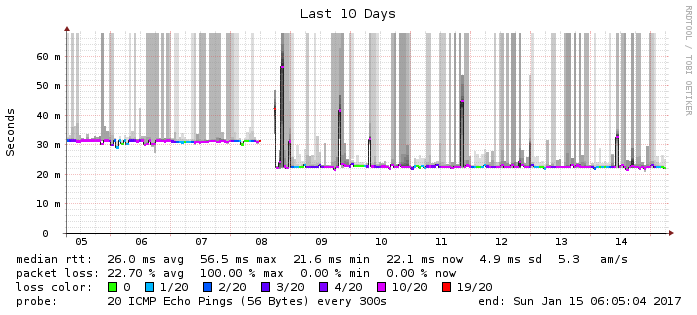 Last 10 Days
RRDTOOL / TOBI OETIKER
Seconds
60 m
50 m
40 m
30 m
20 m
10 m
0
05 06 07 08 09 10 11 12 13 14
median rtt: 26.0 ms avg 56.5 ms max 21.6 ms min 22.1 ms now 4.9 ms sd 5.3 am/s
packet loss: 22.70 % avg 100.00 % max 0.00 % min 0.00 % now
loss color: 0 1/20 2/20 3/20 4/20 10/20 19/20
probe: 20 ICMP Echo Pings (56 Bytes) every 300s end: Sun Jan 15 06:05:04 2017